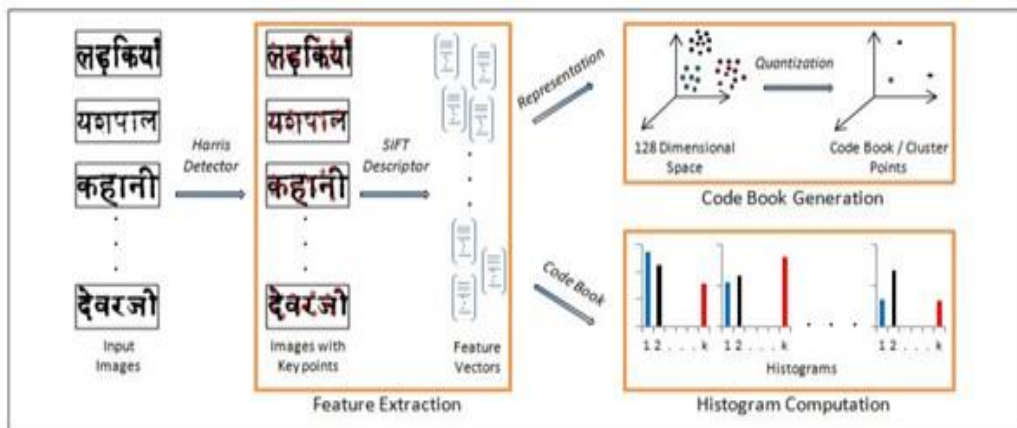 लड़कियाँ
यशपाल
कहानी
देवरजो
Input
Images
Harris
Detector
लड़कियाँ
यशपाल
कहानी
देवरजो
Images with
Key points
SIFT
Descriptor
Feature
Vectors
Feature Extraction
Representation
128 Dimensional
Space
Quantization
Code Book / Cluster
Points
Code Book Generation
Code Book
1 2 . . . . k
1 2 . . . . k
. . . .
1 2 . . . . k
Histograms
Histogram Computation